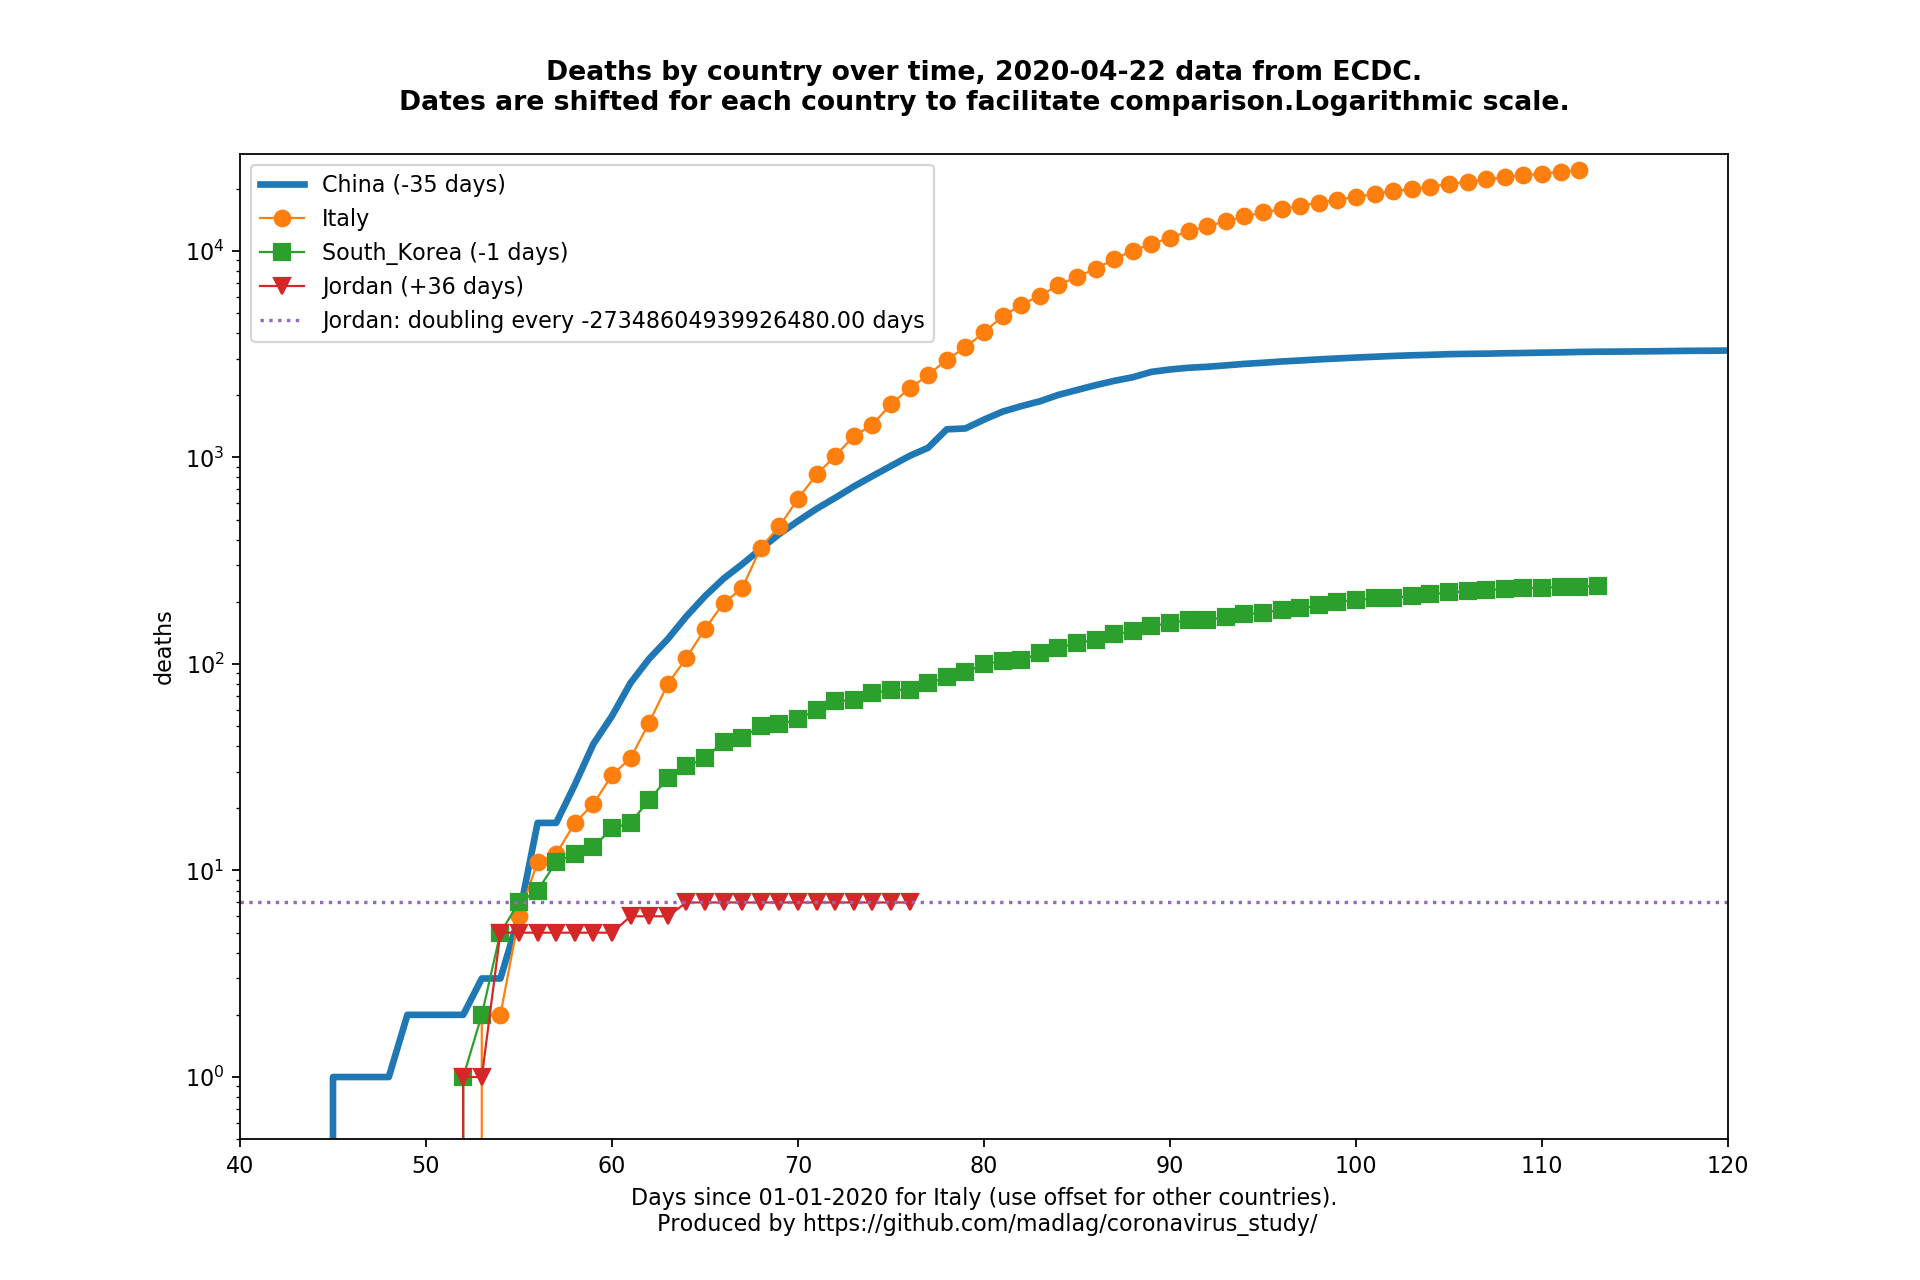 Deaths by country over time, 2020-04-22 data from ECDC.
Dates are shifted for each country to facilitate comparison.Logarithmic scale.
China (-35 days)
Italy
South_Korea (-1 days)
Jordan (+36 days)
Jordan: doubling every -27348604939926480.00 days
deaths
10^4
10^3
10^2
10^1
10^0
40 50 60 70 80 90 100 110 120
Days since 01-01-2020 for Italy (use offset for other countries).
Produced by https://github.com/madlag/coronavirus_study/